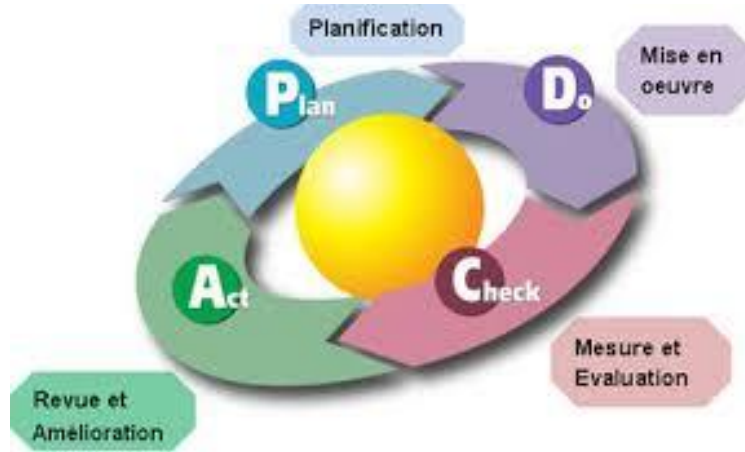 Planification
Plan
Do
Mise en
oeuvre
Act
Check
Mesure et
Evaluation
Revue et
Amélioration